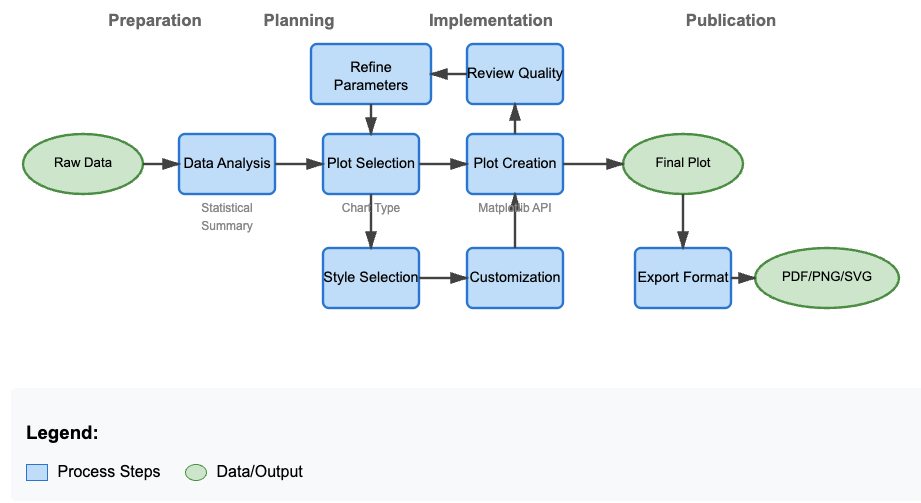 Preparation
Planning
Implementation
Publication
Refine
Parameters
Review Quality
Raw Data
Data Analysis
Plot Selection
Plot Creation
Final Plot
Statistical
Summary
Chart Type
Matplotlib API
Style Selection
Customization
Export Format
PDF/PNG/SVG
Legend:
Process Steps
Data/Output